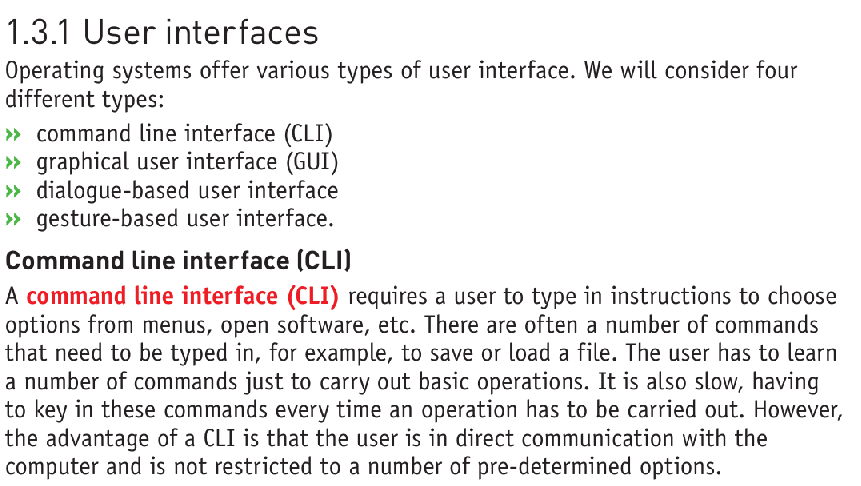 1.3.1 User interfaces
Operating systems offer various types of user interface. We will consider four
different types:
» command line interface (CLI)
» graphical user interface (GUI)
» dialogue-based user interface
» gesture-based user interface.
Command line interface (CLI)
A command line interface (CLI) requires a user to type in instructions to choose
options from menus, open software, etc. There are often a number of commands
that need to be typed in, for example, to save or load a file. The user has to learn
a number of commands just to carry out basic operations. It is also slow, having
to key in these commands every time an operation has to be carried out. However,
the advantage of a CLI is that the user is in direct communication with the
computer and is not restricted to a number of pre-determined options.